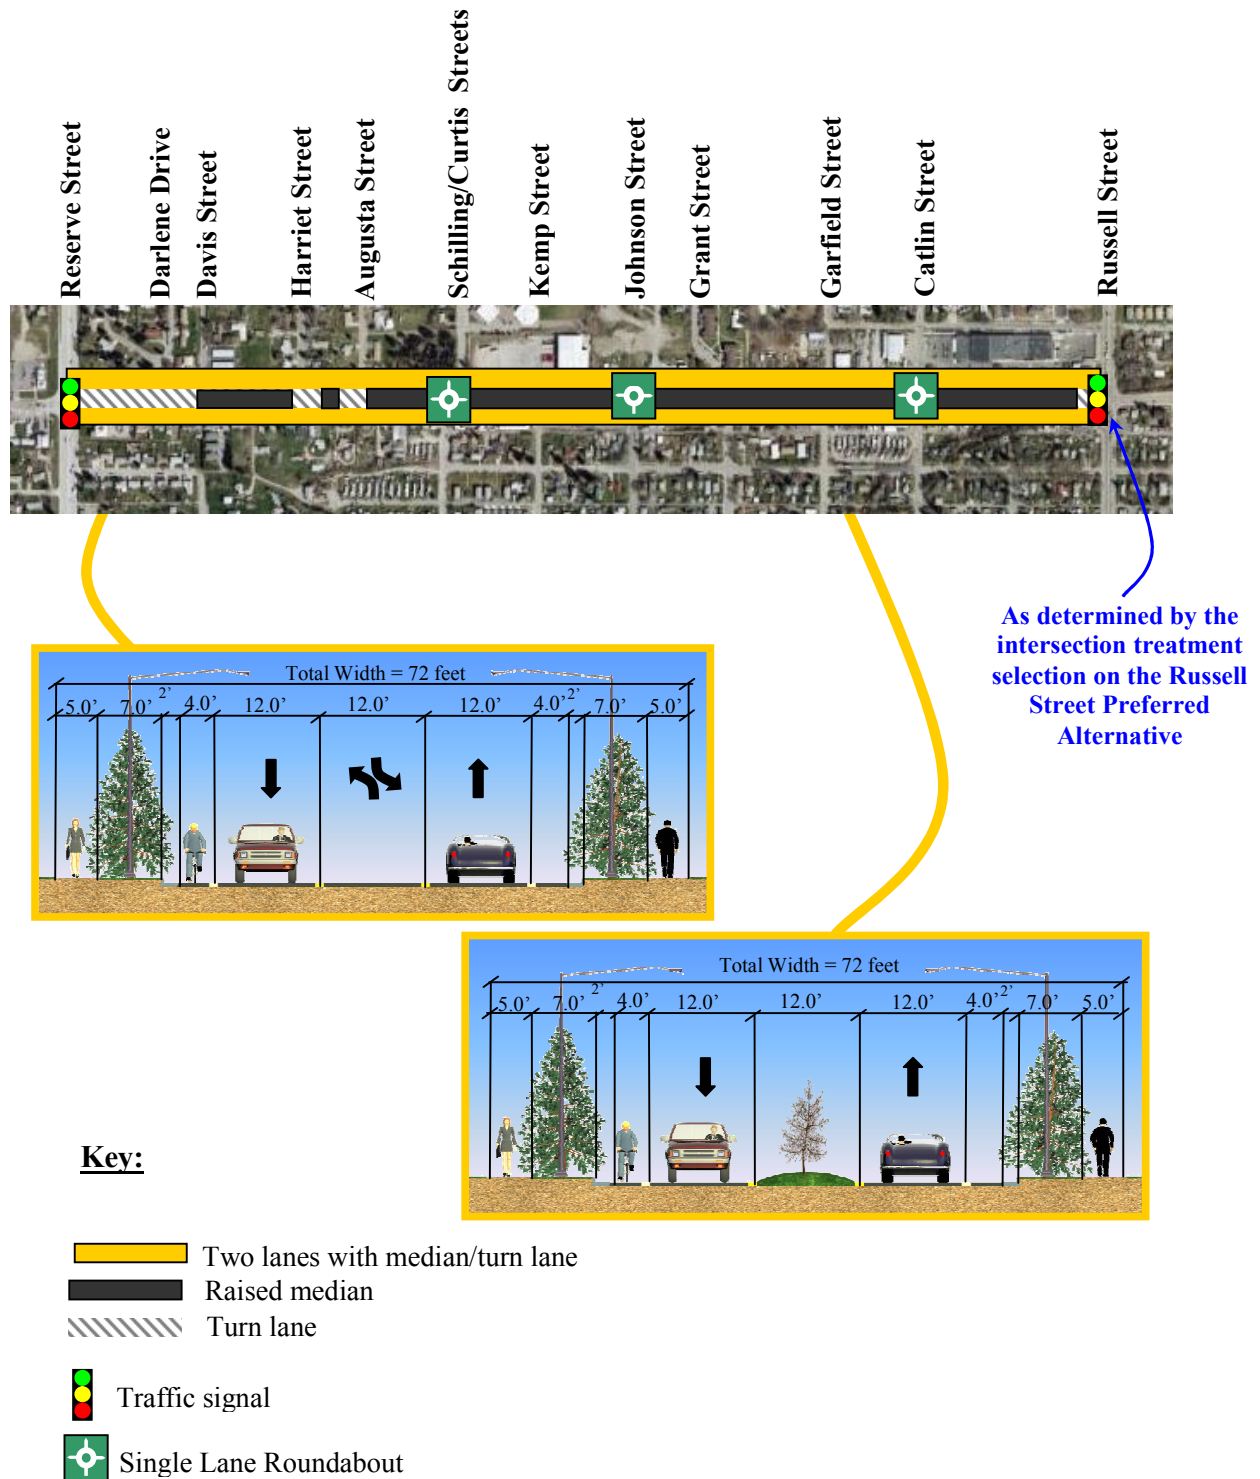 Reserve Street
Darlene Drive
Davis Street
Harriet Street
Augusta Street
Schilling/Curtis Streets
Kemp Street
Johnson Street
Grant Street
Garfield Street
Catlin Street
Russell Street
As determined by the
intersection treatment
selection on the Russell
Street Preferred
Alternative
Total Width = 72 feet
5.0’ 7.0’ 2’ 4.0’ 12.0’ 12.0’ 12.0’ 4.0’ 2’ 7.0’ 5.0’
Total Width = 72 feet
5.0’ 7.0’ 2’ 4.0’ 12.0’ 12.0’ 12.0’ 4.0’ 2’ 7.0’ 5.0’
Key:
Two lanes with median/turn lane
Raised median
Turn lane
Traffic signal
Single Lane Roundabout